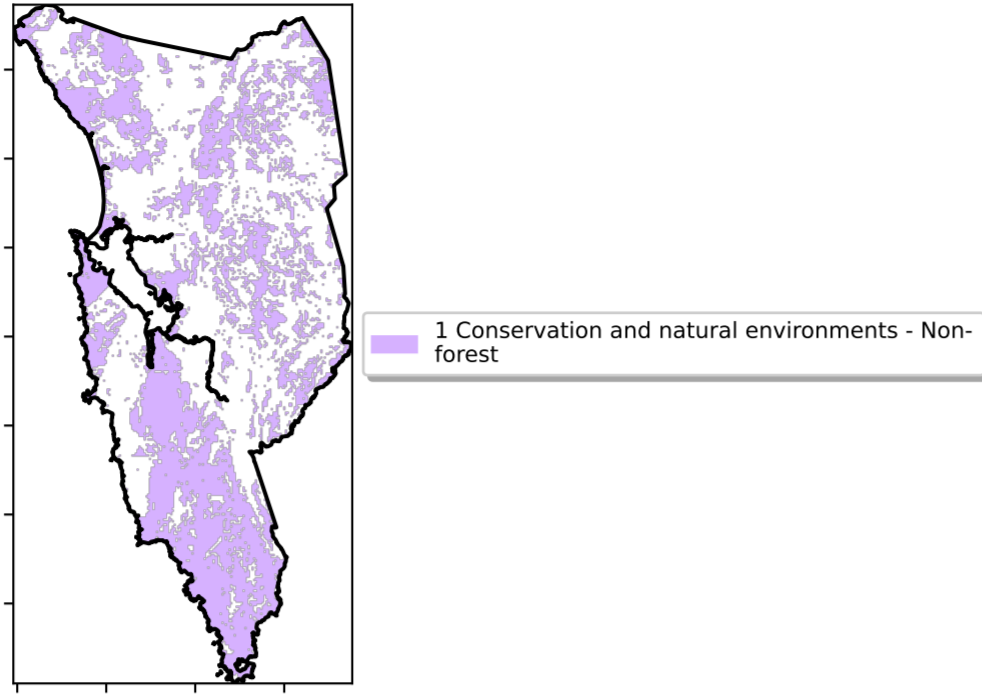 1 Conservation and natural environments - Non-
forest